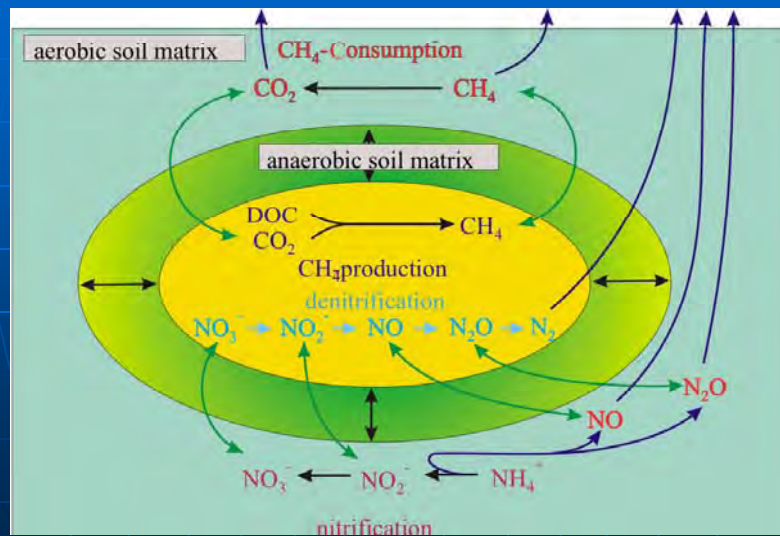 aerobic soil matrix
CH₄-Consumption
CO₂ CH₄
anaerobic soil matrix
DOC
CO₂ CH₄
CH₄production
denitrification
NO₃⁻ NO₂⁻ NO N₂O N₂
N₂O
NO
NO₃⁻ NO₂⁻ NH₄⁺
nitrification